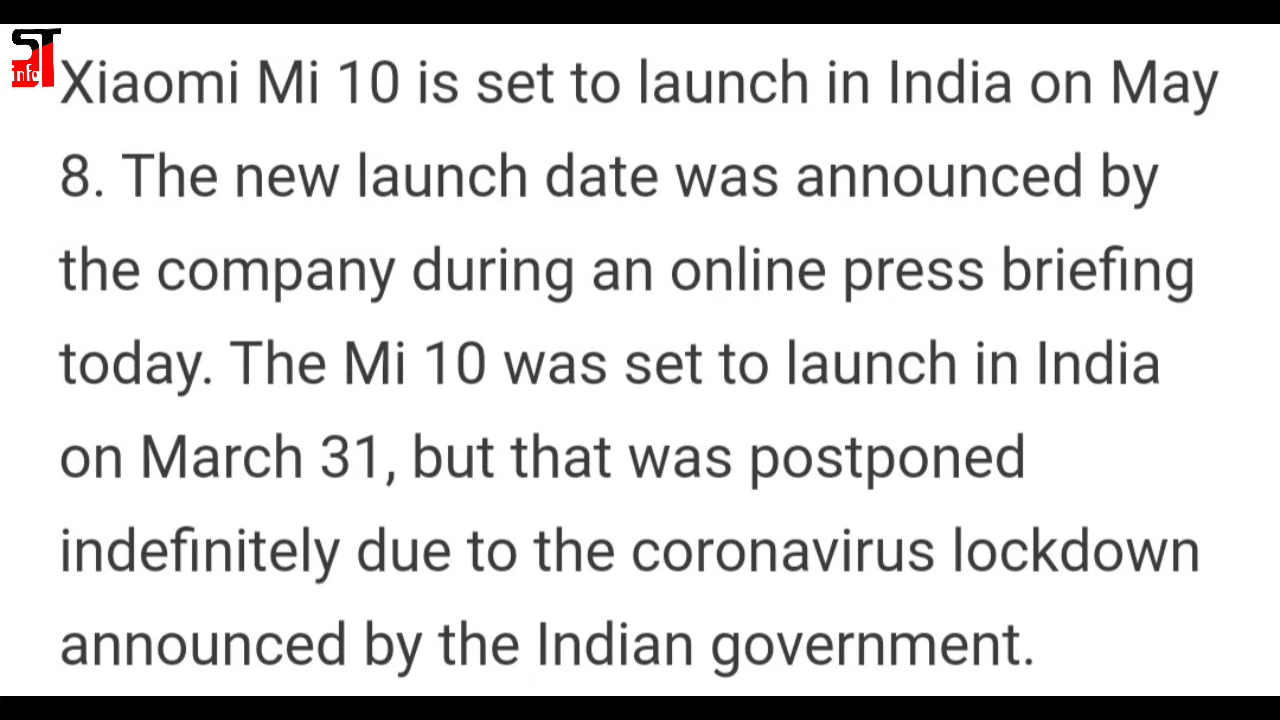 ST
info
Xiaomi Mi 10 is set to launch in India on May
8. The new launch date was announced by
the company during an online press briefing
today. The Mi 10 was set to launch in India
on March 31, but that was postponed
indefinitely due to the coronavirus lockdown
announced by the Indian government.